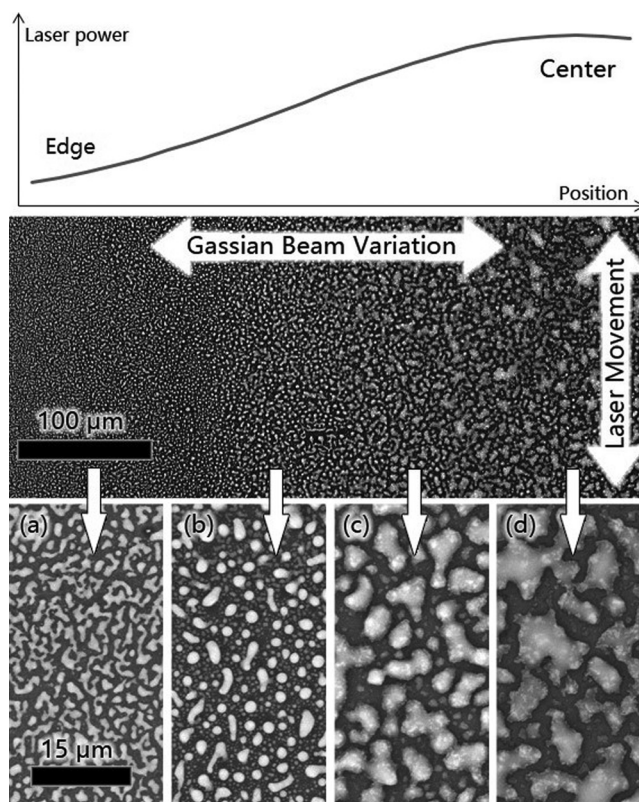 Laser power
Center
Edge
Position
Gassian Beam Variation
Laser Movement
100 μm
(a)
(b)
(c)
(d)
15 μm